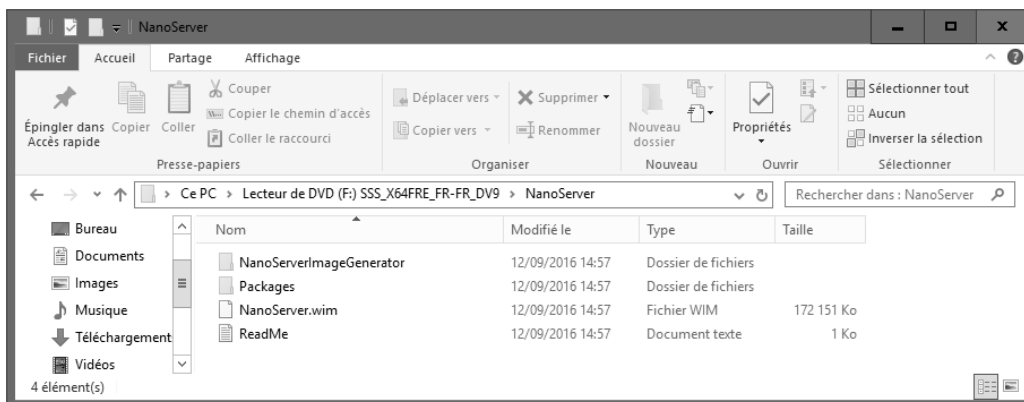 NanoServer
Fichier Accueil Partage Affichage
Épingler dans Accès rapide
Copier
Coller
Couper
Copier le chemin d'accès
Coller le raccourci
Presse-papiers
Déplacer vers
Copier vers
Supprimer
Renommer
Organiser
Nouveau dossier
Nouveau
Propriétés
Ouvrir
Sélectionner tout
Aucun
Inverser la sélection
Sélectionner
Ce PC > Lecteur de DVD (F:) SSS_X64FRE_FR-FR_DV9 > NanoServer
Rechercher dans : NanoServer
Bureau
Documents
Images
Musique
Téléchargement
Vidéos
Nom Modifié le Type Taille
NanoServerImageGenerator 12/09/2016 14:57 Dossier de fichiers
Packages 12/09/2016 14:57 Dossier de fichiers
NanoServer.wim 12/09/2016 14:57 Fichier WIM 172 151 Ko
ReadMe 12/09/2016 14:57 Document texte 1 Ko
4 élément(s)